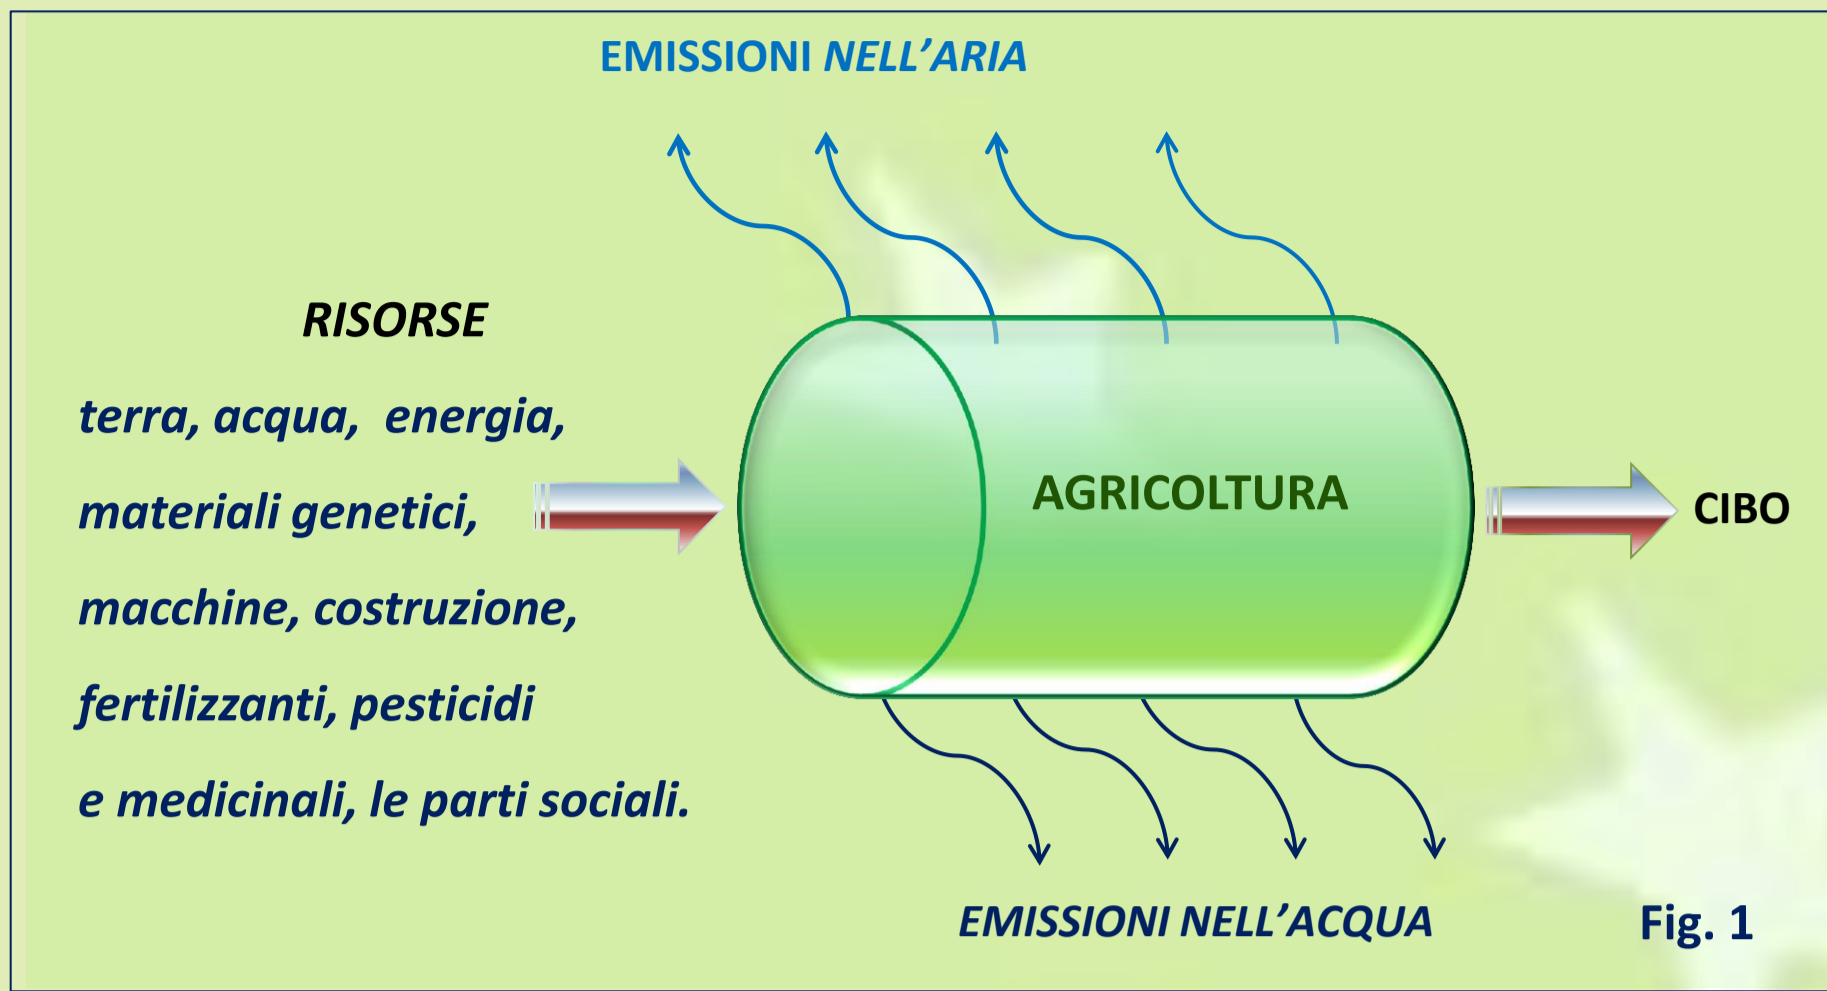 EMISSIONI NELL’ARIA
RISORSE
terra, acqua, energia,
materiali genetici,
macchine, costruzione,
fertilizzanti, pesticidi
e medicinali, le parti sociali.
AGRICOLTURA
CIBO
EMISSIONI NELL’ACQUA
Fig. 1